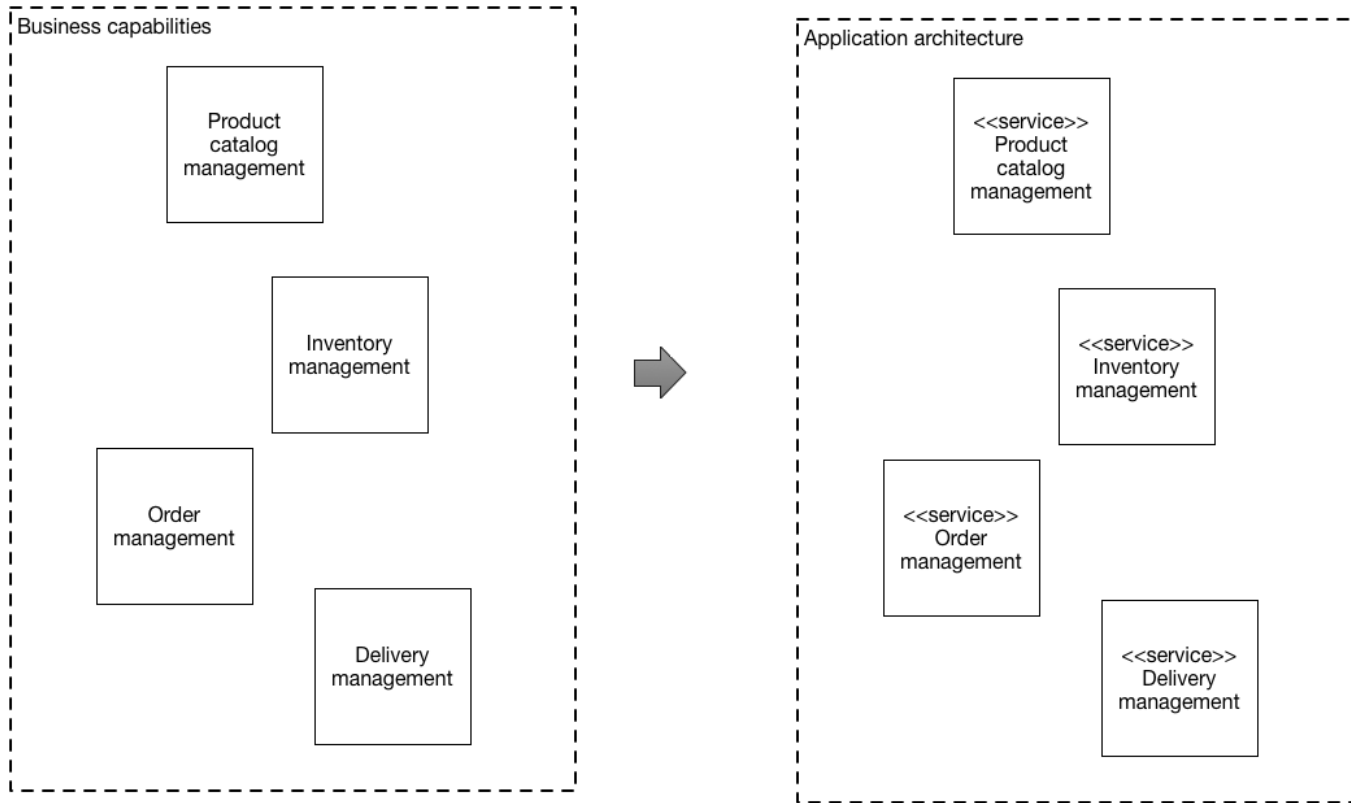 Business capabilities
Product
catalog
management
Inventory
management
Order
management
Delivery
management
Application architecture
<<service>>
Product
catalog
management
<<service>>
Inventory
management
<<service>>
Order
management
<<service>>
Delivery
management